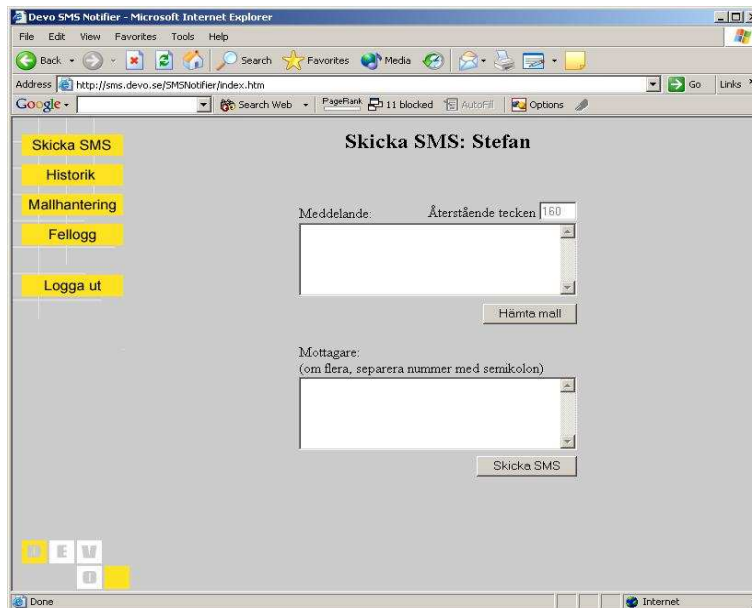 Devo SMS Notifier - Microsoft Internet Explorer
File Edit View Favorites Tools Help
Back Search Favorites Media
Address http://sms.devo.se/SMSNotifier/index.htm Go Links
Google Search Web PageRank 11 blocked AutoFill Options
Skicka SMS
Historik
Mallhantering
Fellogg
Logga ut
Skicka SMS: Stefan
Meddelande: Återstående tecken 160
Hämta mall
Mottagare:
(om flera, separera nummer med semikolon)
Skicka SMS
D E V
O
Done Internet